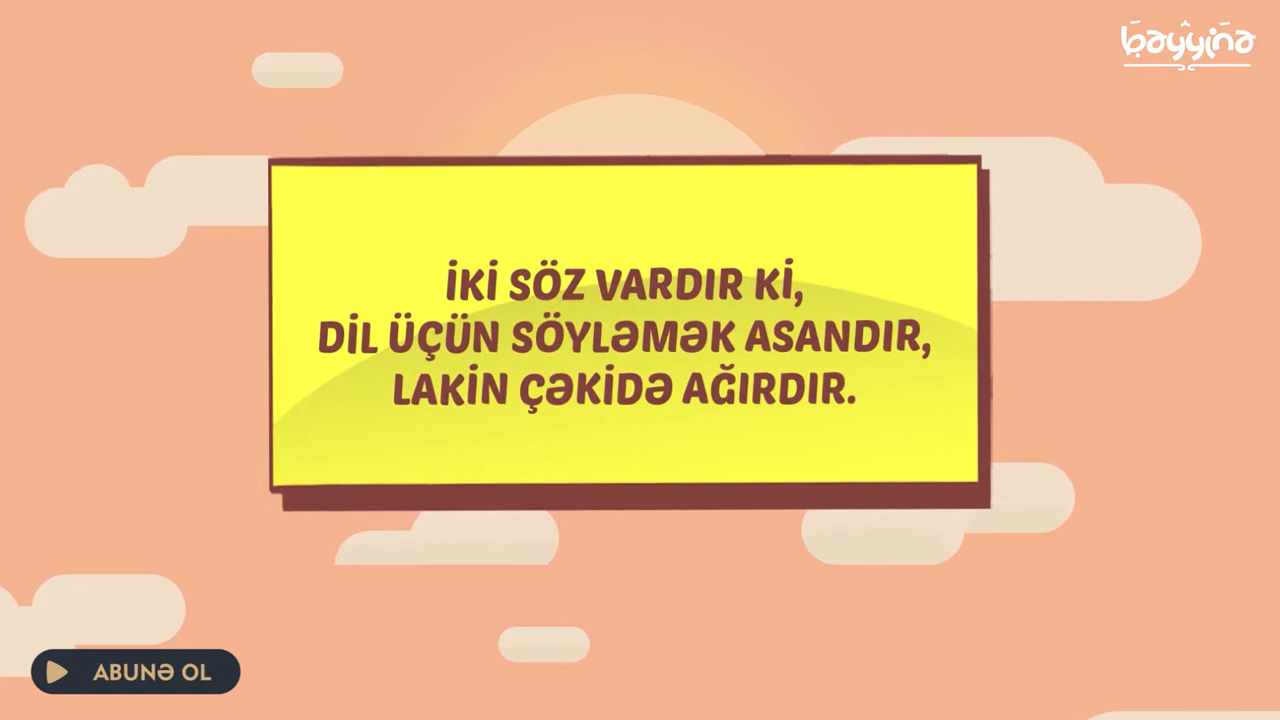 bəyyinə
İKİ SÖZ VARDIR Kİ,
DİL ÜÇÜN SÖYLƏMƏK ASANDIR,
LAKİN ÇƏKİDƏ AĞIRDIR.
ABUNƏ OL